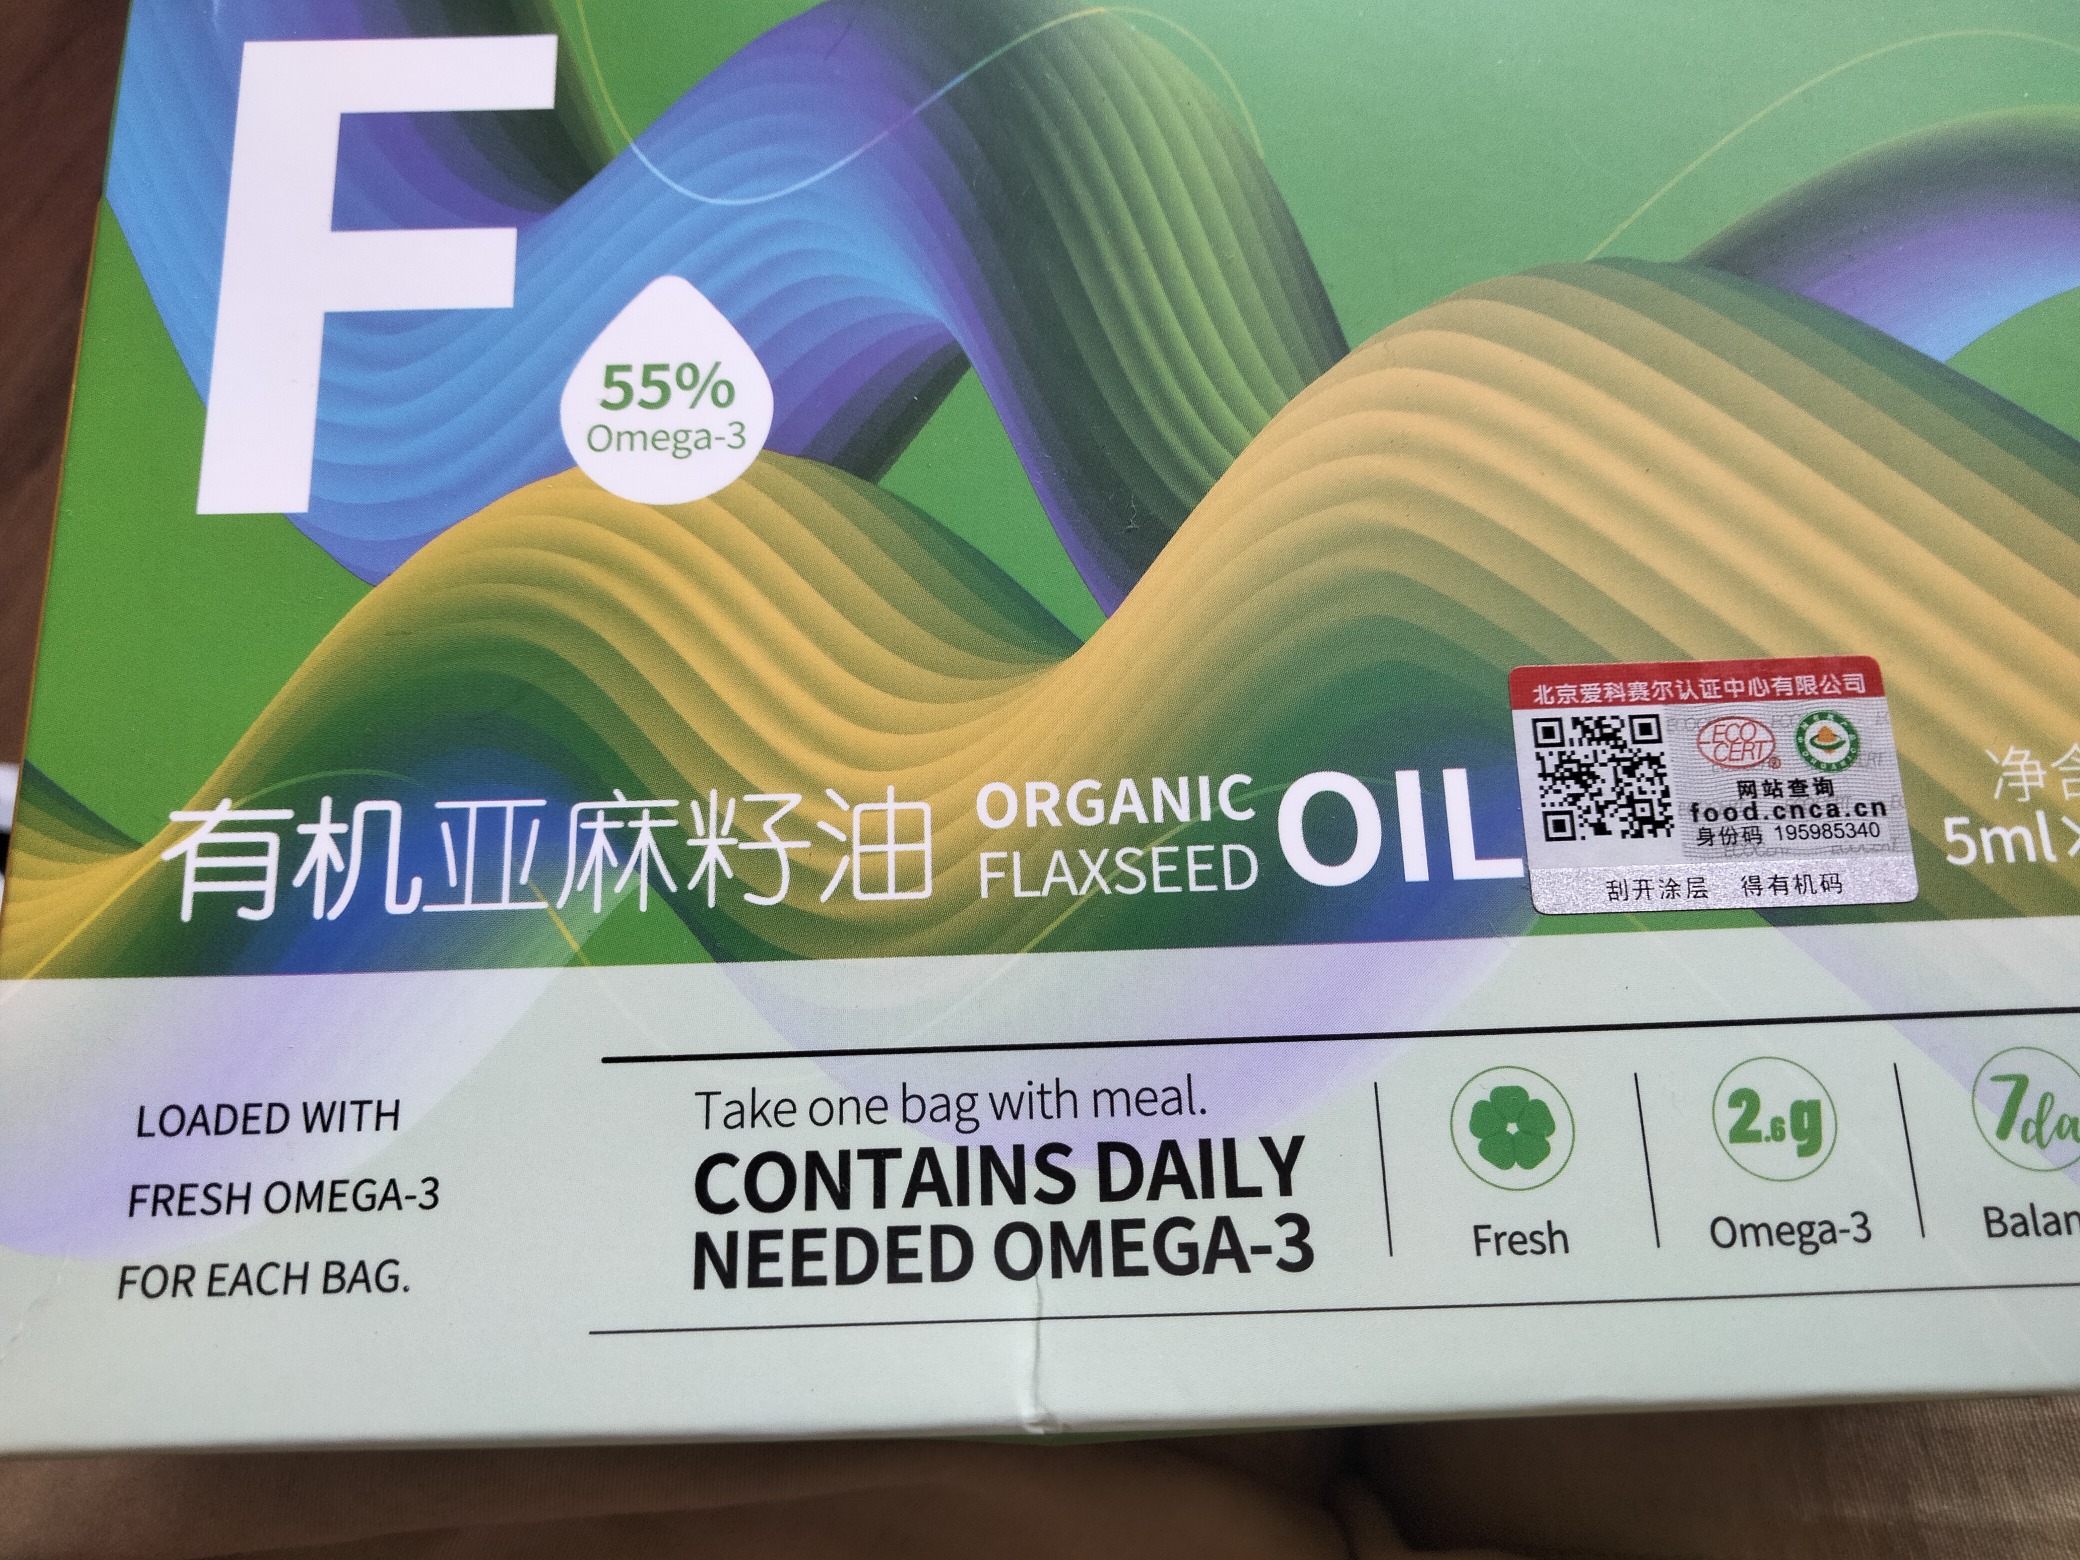 F
55%
Omega-3
有机亚麻籽油
ORGANIC
FLAXSEED
OIL
北京爱科赛尔认证中心有限公司
ECO
CERT
®
网站查询
food.cnca.cn
身份码 195985340
刮开涂层 得有机码
净含
5ml×
LOADED WITH
FRESH OMEGA-3
FOR EACH BAG.
Take one bag with meal.
CONTAINS DAILY
NEEDED OMEGA-3
Fresh
2.6g
Omega-3
7da
Balan